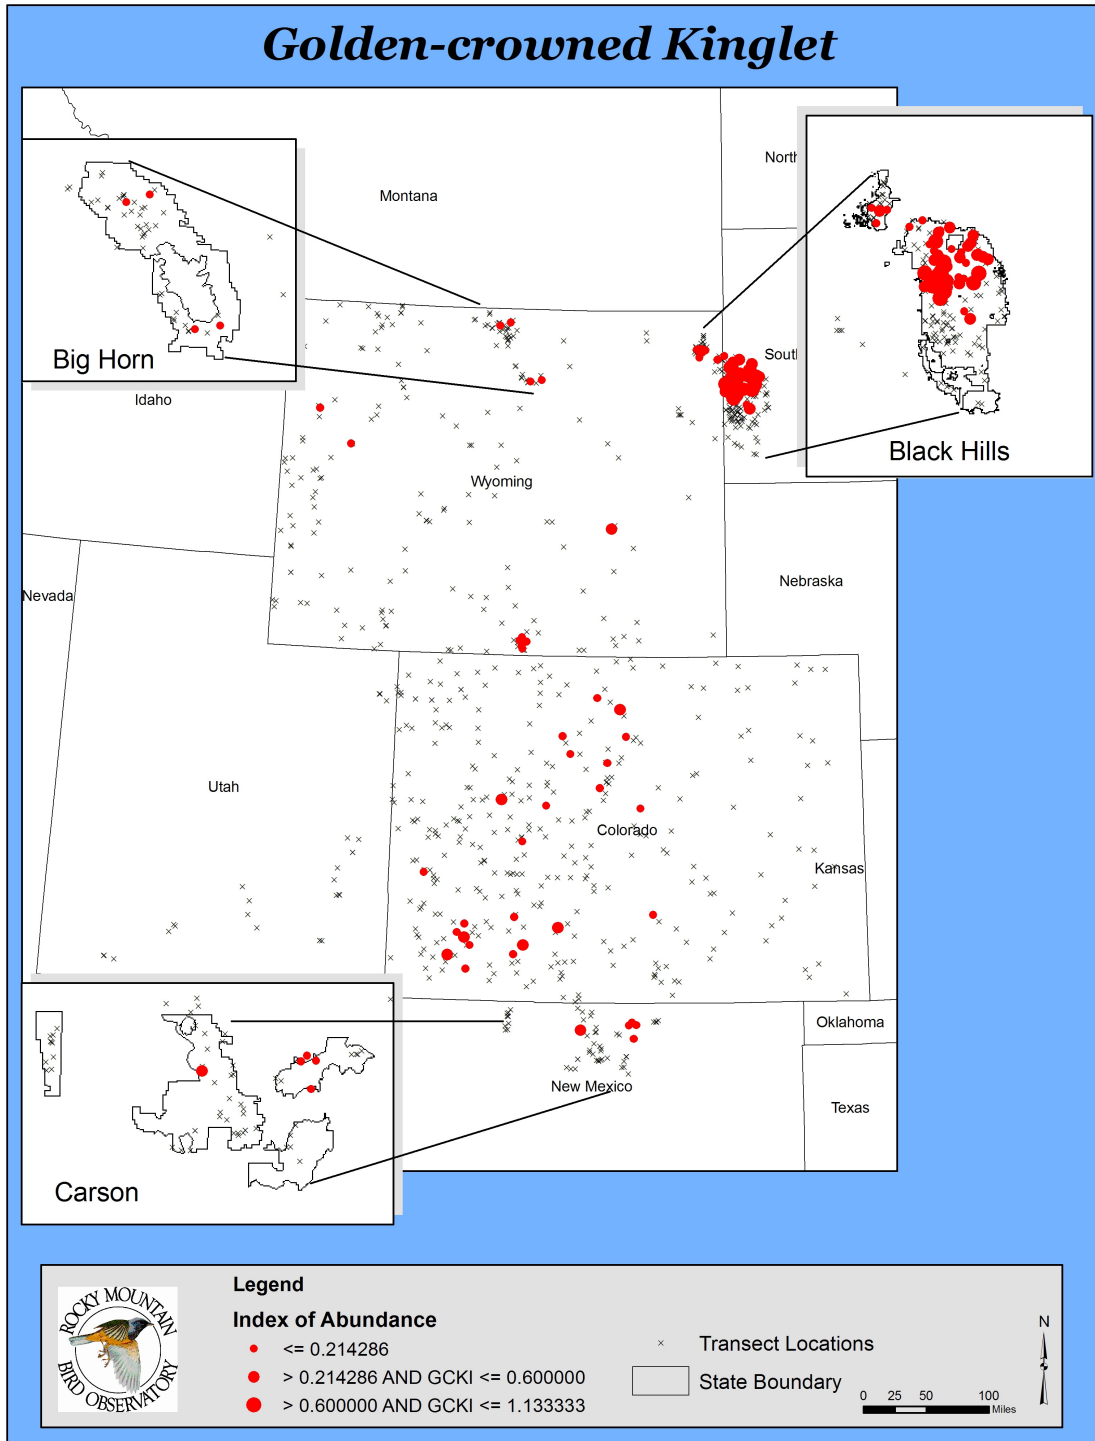 Golden-crowned Kinglet
North
Montana
Big Horn
South
Idaho
Black Hills
Wyoming
Nebraska
Nevada
Utah
Colorado
Kansas
Oklahoma
New Mexico
Texas
Carson
Legend
Index of Abundance
<= 0.214286
> 0.214286 AND GCKI <= 0.600000
> 0.600000 AND GCKI <= 1.133333
Transect Locations
State Boundary
ROCKY MOUNTAIN
BIRD OBSERVATORY
N
0 25 50 100
Miles